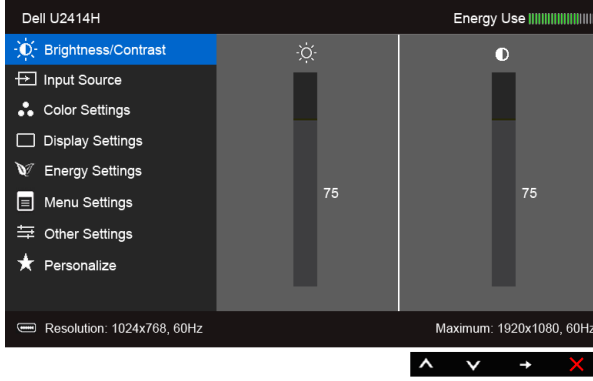 Dell U2414H
Energy Use
Brightness/Contrast
Input Source
Color Settings
Display Settings
Energy Settings
Menu Settings
Other Settings
Personalize
75
75
Resolution: 1024x768, 60Hz
Maximum: 1920x1080, 60Hz